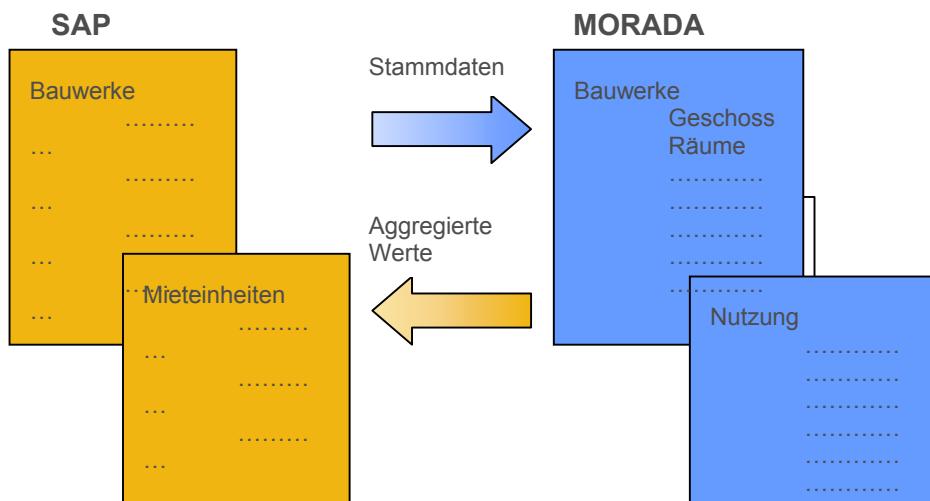 SAP
Bauwerke
………
…
………
…
………
…
………
…
Mieteinheiten
………
…
………
…
………
…
Stammdaten
Aggregierte
Werte
MORADA
Bauwerke
Geschoss
Räume
…………
…………
…………
…………
…………
Nutzung
…………
…………
…………
…………
…………
…………